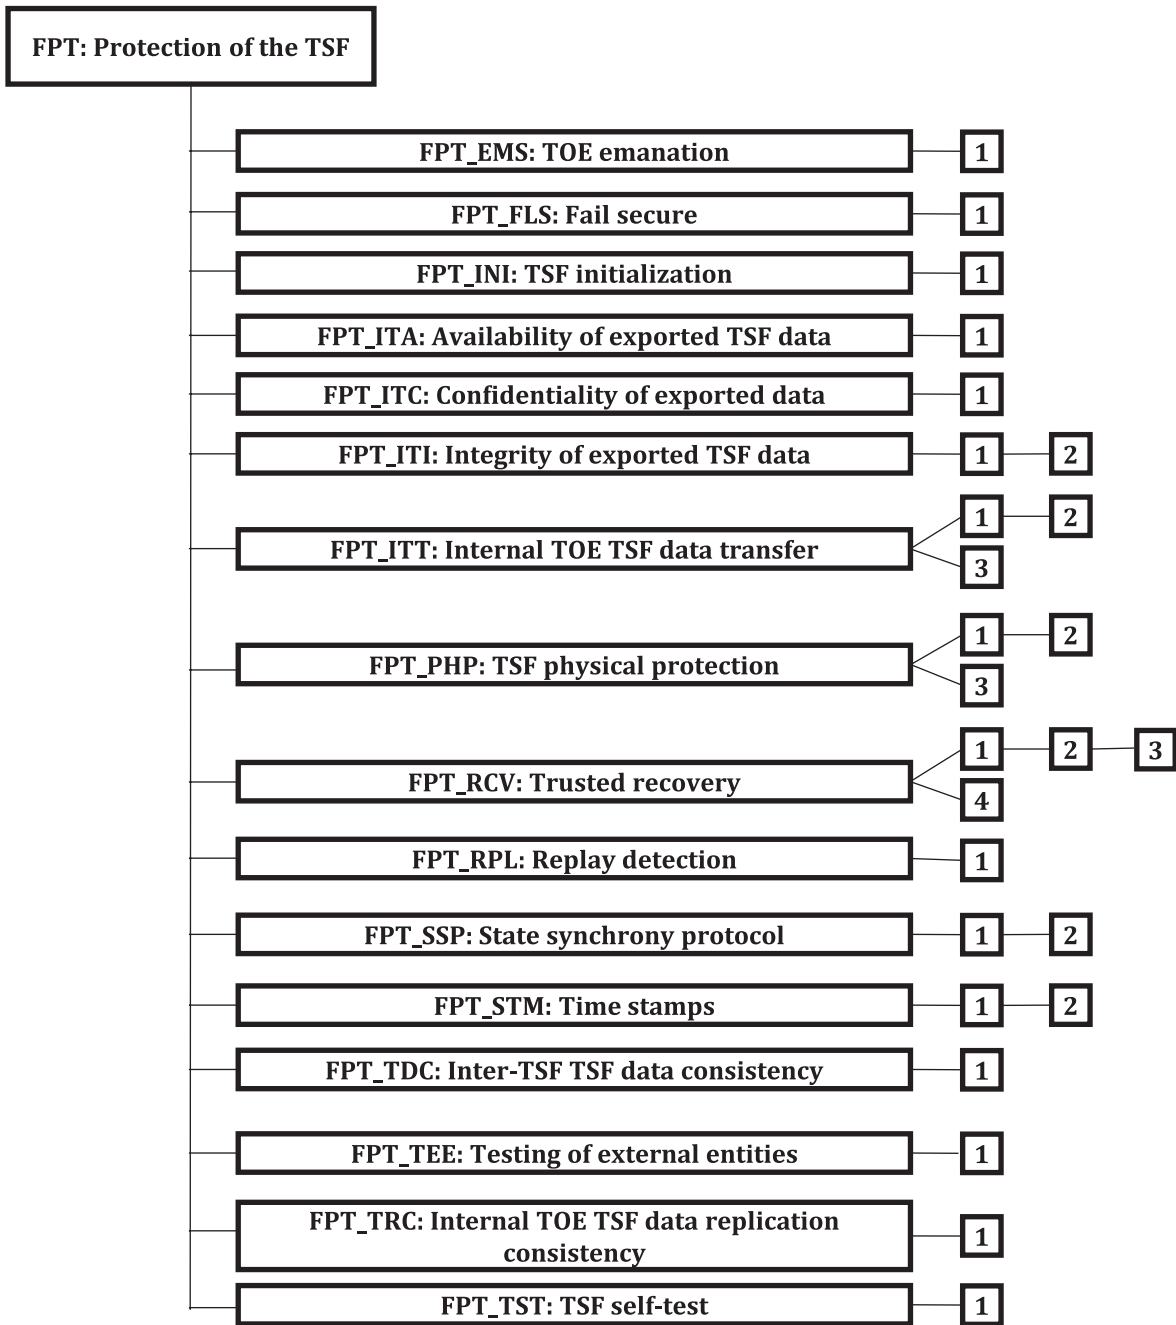 FPT: Protection of the TSF
FPT_EMS: TOE emanation 1
FPT_FLS: Fail secure 1
FPT_INI: TSF initialization 1
FPT_ITA: Availability of exported TSF data 1
FPT_ITC: Confidentiality of exported data 1
FPT_ITI: Integrity of exported TSF data 1 2
1 2
FPT_ITT: Internal TOE TSF data transfer
3
1 2
FPT_PHP: TSF physical protection
3
1 2 3
FPT_RCV: Trusted recovery
4
FPT_RPL: Replay detection 1
FPT_SSP: State synchrony protocol 1 2
FPT_STM: Time stamps 1 2
FPT_TDC: Inter-TSF TSF data consistency 1
FPT_TEE: Testing of external entities 1
FPT_TRC: Internal TOE TSF data replication
consistency 1
FPT_TST: TSF self-test 1